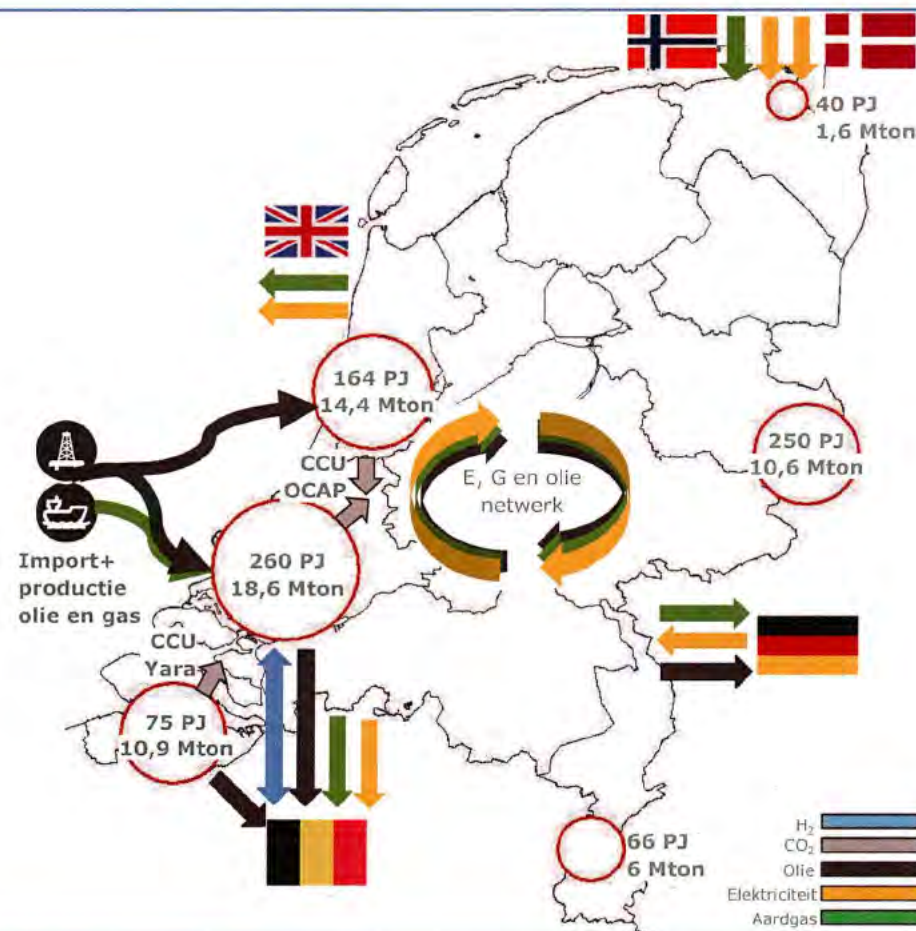 40 PJ
1,6 Mton
164 PJ
14,4 Mton
CCU
OCAP
E, G en olie
netwerk
250 PJ
10,6 Mton
Import+
productie
olie en gas
260 PJ
18,6 Mton
CCU
Yara
75 PJ
10,9 Mton
66 PJ
6 Mton
H₂
CO₂
Olie
Elektriciteit
Aardgas